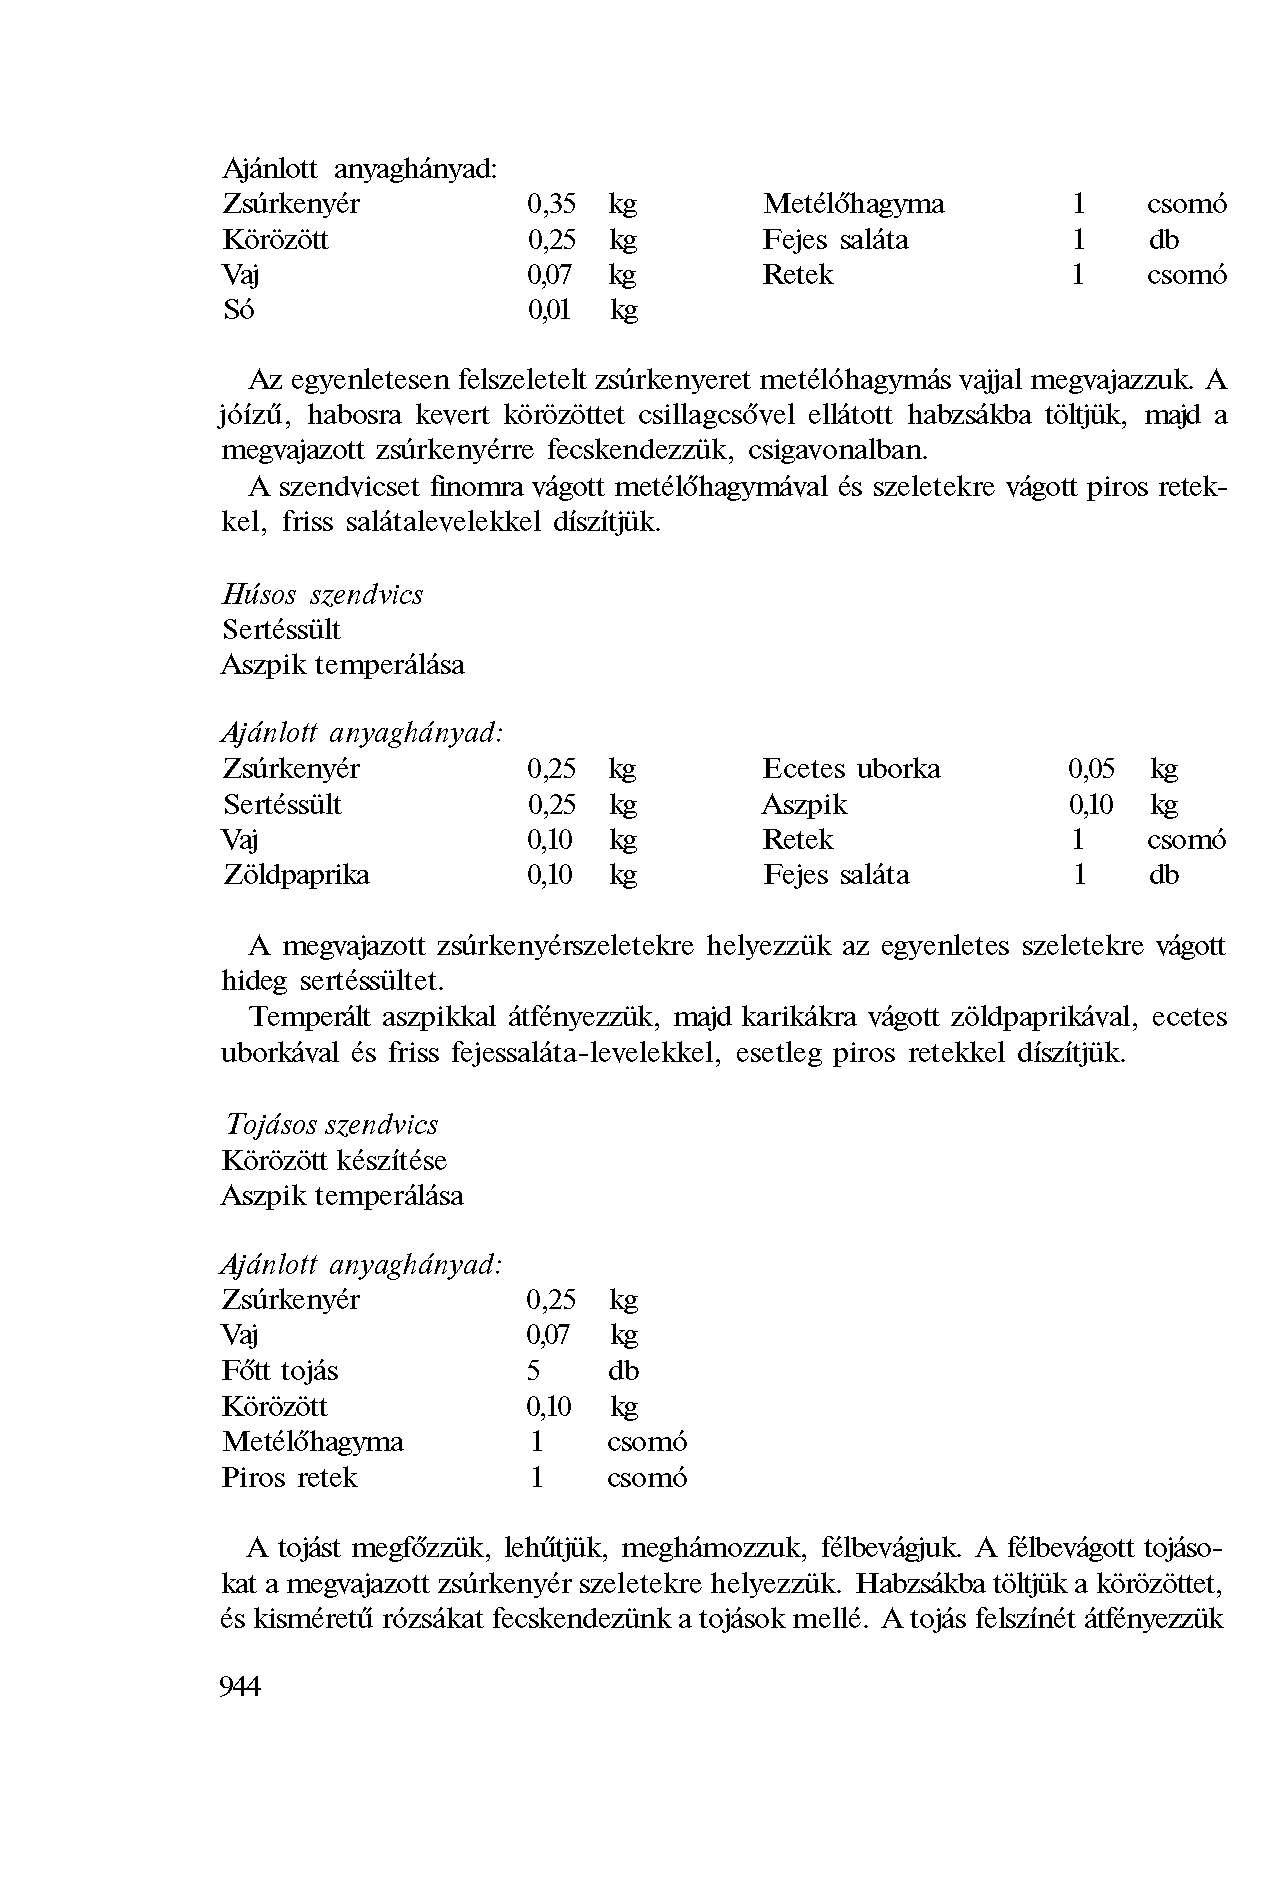 Ajánlott anyaghányad:
Zsúrkenyér 0,35 kg Metélőhagyma 1 csomó
Körözött 0,25 kg Fejes saláta 1 db
Vaj 0,07 kg Retek 1 csomó
Só 0,01 kg
Az egyenletesen felszeletelt zsúrkenyeret metélóhagymás vajjal megvajazzuk. A
jóízű, habosra kevert körözöttet csillagcsővel ellátott habzsákba töltjük, majd a
megvajazott zsúrkenyérre fecskendezzük, csigavonalban.
A szendvicset finomra vágott metélőhagymával és szeletekre vágott piros retek-
kel, friss salátalevelekkel díszítjük.
Húsos szendvics
Sertéssült
Aszpik temperálása
Ajánlott anyaghányad:
Zsúrkenyér 0,25 kg Ecetes uborka 0,05 kg
Sertéssült 0,25 kg Aszpik 0,10 kg
Vaj 0,10 kg Retek 1 csomó
Zöldpaprika 0,10 kg Fejes saláta 1 db
A megvajazott zsúrkenyérszeletekre helyezzük az egyenletes szeletekre vágott
hideg sertéssültet.
Temperált aszpikkal átfényezzük, majd karikákra vágott zöldpaprikával, ecetes
uborkával és friss fejessaláta-levelekkel, esetleg piros retekkel díszítjük.
Tojásos szendvics
Körözött készítése
Aszpik temperálása
Ajánlott anyaghányad:
Zsúrkenyér 0,25 kg
Vaj 0,07 kg
Főtt tojás 5 db
Körözött 0,10 kg
Metélőhagyma 1 csomó
Piros retek 1 csomó
A tojást megfőzzük, lehűtjük, meghámozzuk, félbevágjuk. A félbevágott tojáso-
kat a megvajazott zsúrkenyér szeletekre helyezzük. Habzsákba töltjük a körözöttet,
és kisméretű rózsákat fecskendezünk a tojások mellé. A tojás felszínét átfényezzük
944